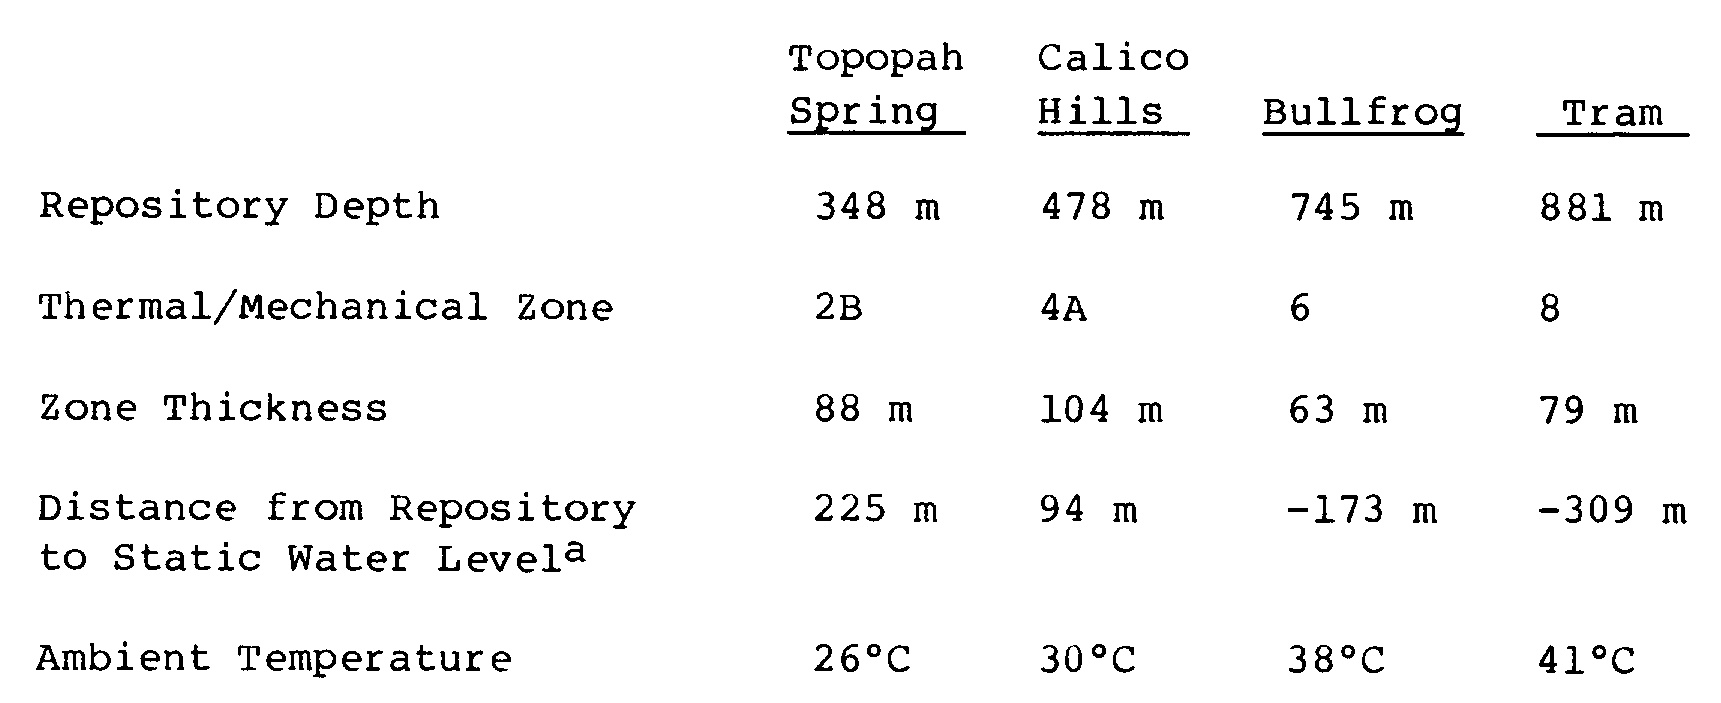 Topopah Calico
Spring Hills Bullfrog Tram
Repository Depth 348 m 478 m 745 m 881 m
Thermal/Mechanical Zone 2B 4A 6 8
Zone Thickness 88 m 104 m 63 m 79 m
Distance from Repository 225 m 94 m -173 m -309 m
to Static Water Levelᵃ
Ambient Temperature 26°C 30°C 38°C 41°C